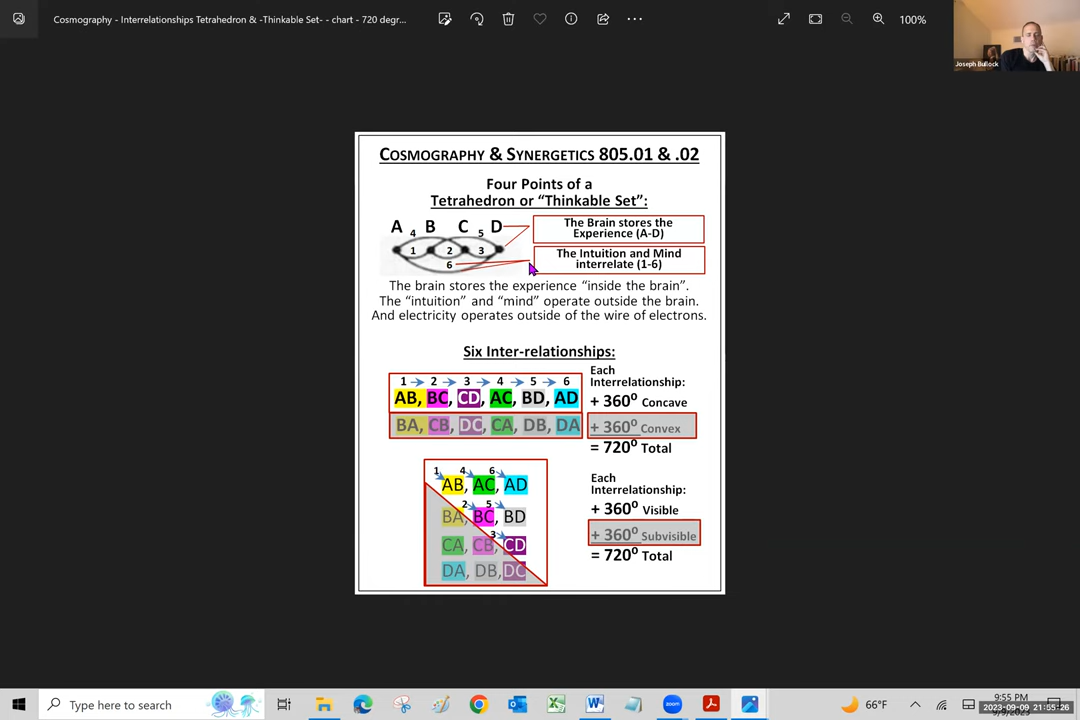 Cosmography - Interrelationships Tetrahedron & -Thinkable Set- - chart - 720 degr...
100%
Joseph Bullock
COSMOGRAPHY & SYNERGETICS 805.01 & .02
Four Points of a
Tetrahedron or “Thinkable Set”:
A 4 B C 5 D
1 2 3
6
The Brain stores the
Experience (A-D)
The Intuition and Mind
interrelate (1-6)
The brain stores the experience “inside the brain”.
The “intuition” and “mind” operate outside the brain.
And electricity operates outside of the wire of electrons.
Six Inter-relationships:
1 2 3 4 5 6
AB, BC, CD, AC, BD, AD
BA, CB, DC, CA, DB, DA
Each
Interrelationship:
+ 360⁰ Concave
+ 360⁰ Convex
= 720⁰ Total
1 4 6
AB, AC, AD
2 5
BA, BC, BD
3
CA, CB, CD
DA, DB, DC
Each
Interrelationship:
+ 360⁰ Visible
+ 360⁰ Subvisible
= 720⁰ Total
Type here to search
zoom
66°F
9:55 PM
2023-09-09 21:55:26